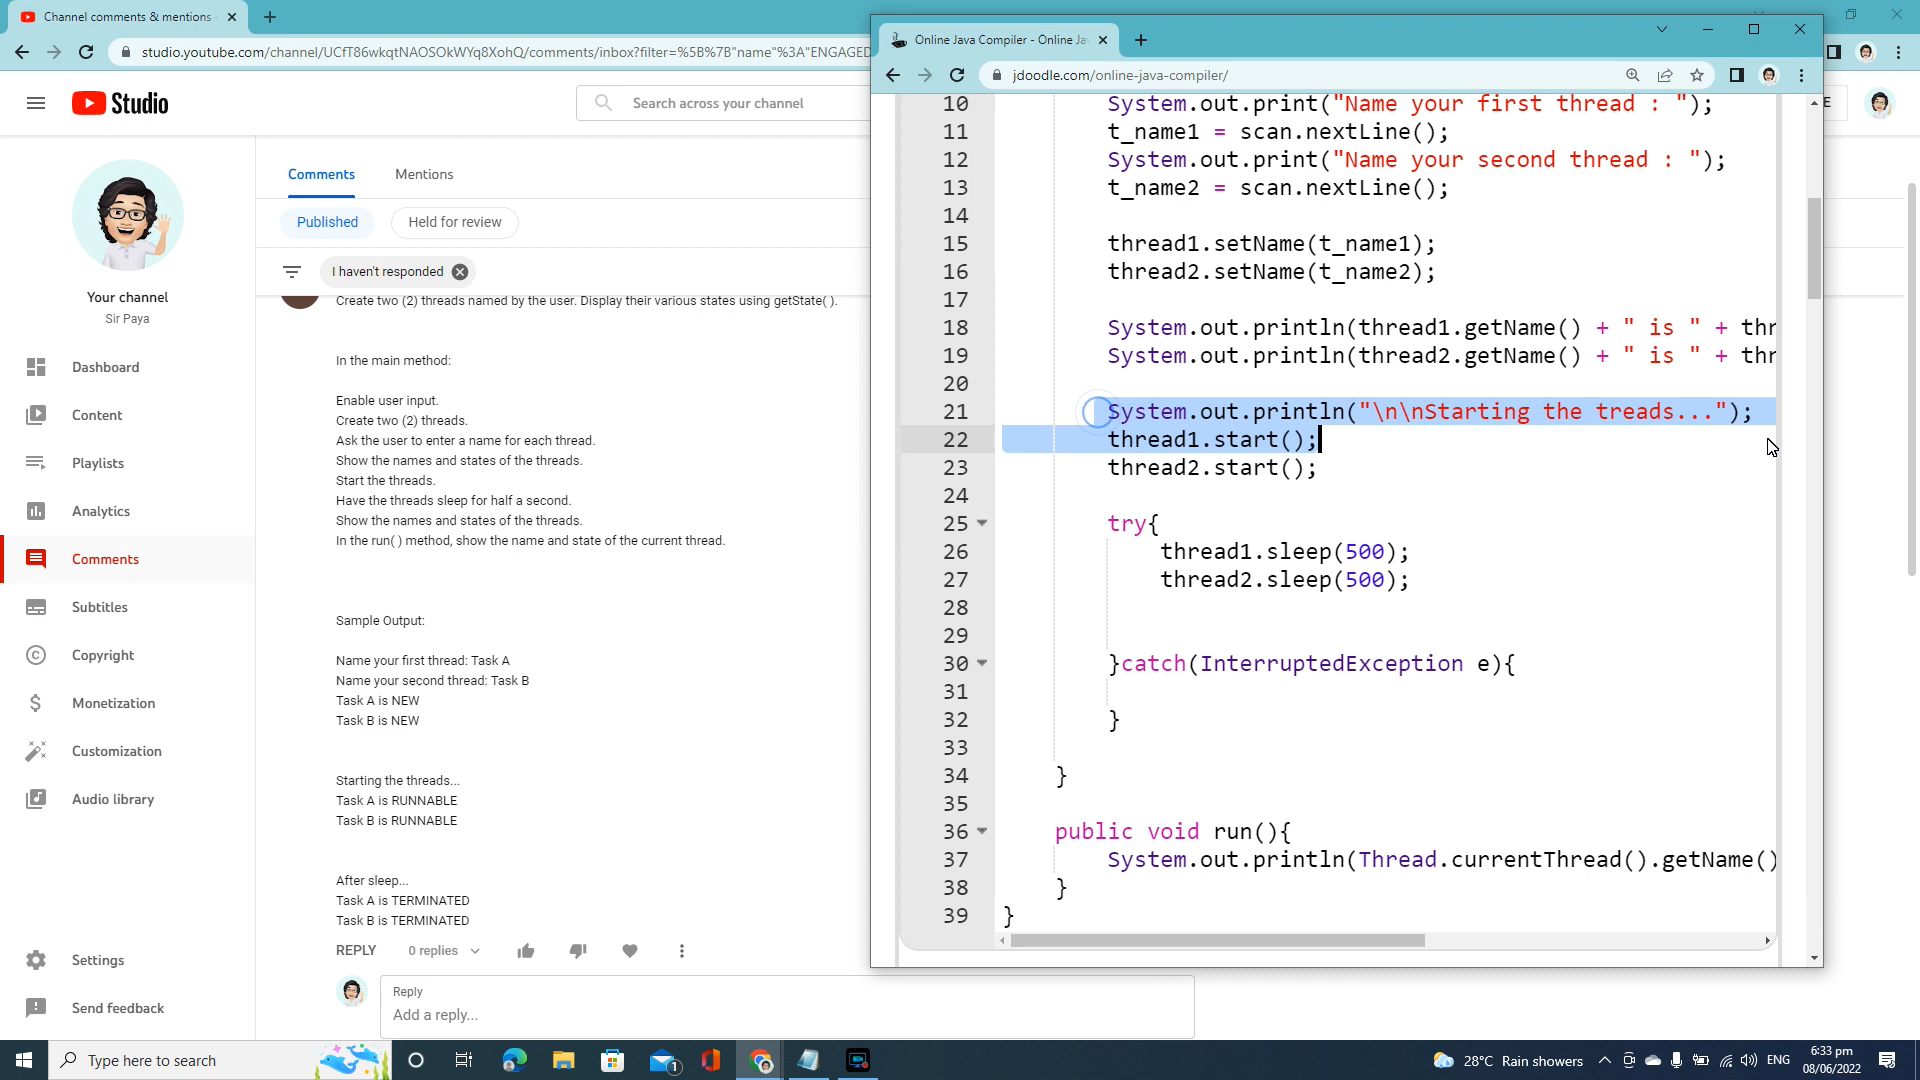 Channel comments & mentions -
studio.youtube.com/channel/UCfT86wkqtNAOSOkWYq8XohQ/comments/inbox?filter=%5B%7B"name"%3A"ENGAGED
Studio
Search across your channel
Your channel
Sir Paya
Dashboard
Content
Playlists
Analytics
Comments
Subtitles
Copyright
Monetization
Customization
Audio library
Settings
Send feedback
Comments
Mentions
Published
Held for review
I haven't responded
Create two (2) threads named by the user. Display their various states using getState( ).
In the main method:
Enable user input.
Create two (2) threads.
Ask the user to enter a name for each thread.
Show the names and states of the threads.
Start the threads.
Have the threads sleep for half a second.
Show the names and states of the threads.
In the run( ) method, show the name and state of the current thread.
Sample Output:
Name your first thread: Task A
Name your second thread: Task B
Task A is NEW
Task B is NEW
Starting the threads...
Task A is RUNNABLE
Task B is RUNNABLE
After sleep...
Task A is TERMINATED
Task B is TERMINATED
REPLY 0 replies
Reply
Add a reply...
Online Java Compiler - Online Ja
jdoodle.com/online-java-compiler/
E
10 System.out.print("Name your first thread : ");
11 t_name1 = scan.nextLine();
12 System.out.print("Name your second thread : ");
13 t_name2 = scan.nextLine();
14
15 thread1.setName(t_name1);
16 thread2.setName(t_name2);
17
18 System.out.println(thread1.getName() + " is " + thr
19 System.out.println(thread2.getName() + " is " + thr
20
21 System.out.println("\n\nStarting the treads...");
22 thread1.start();
23 thread2.start();
24
25 try{
26 thread1.sleep(500);
27 thread2.sleep(500);
28
29
30 }catch(InterruptedException e){
31
32 }
33
34 }
35
36 public void run(){
37 System.out.println(Thread.currentThread().getName()
38 }
39 }
Type here to search
1
28°C Rain showers
ENG
6:33 pm
08/06/2022